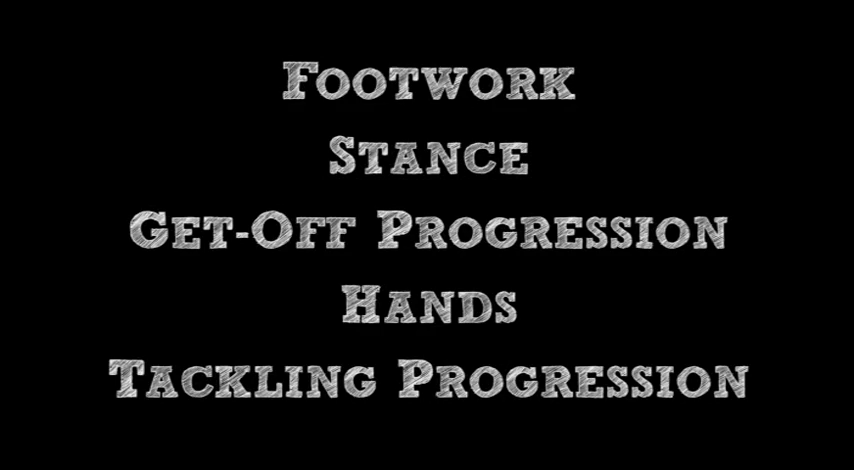 Footwork
Stance
Get-Off Progression
Hands
Tackling Progression